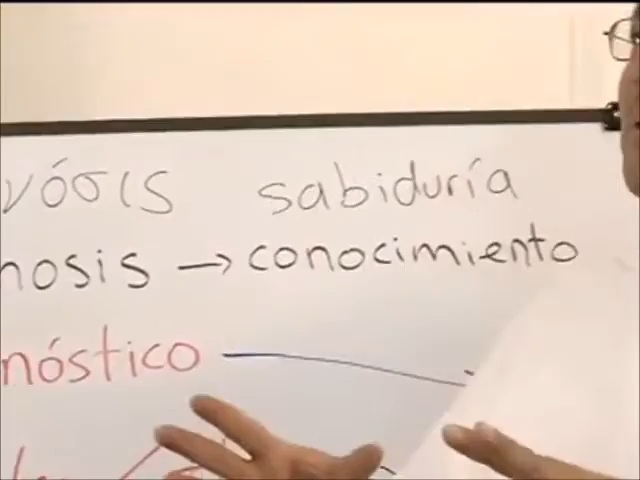 νόσις sabiduría
nosis → conocimiento
nóstico